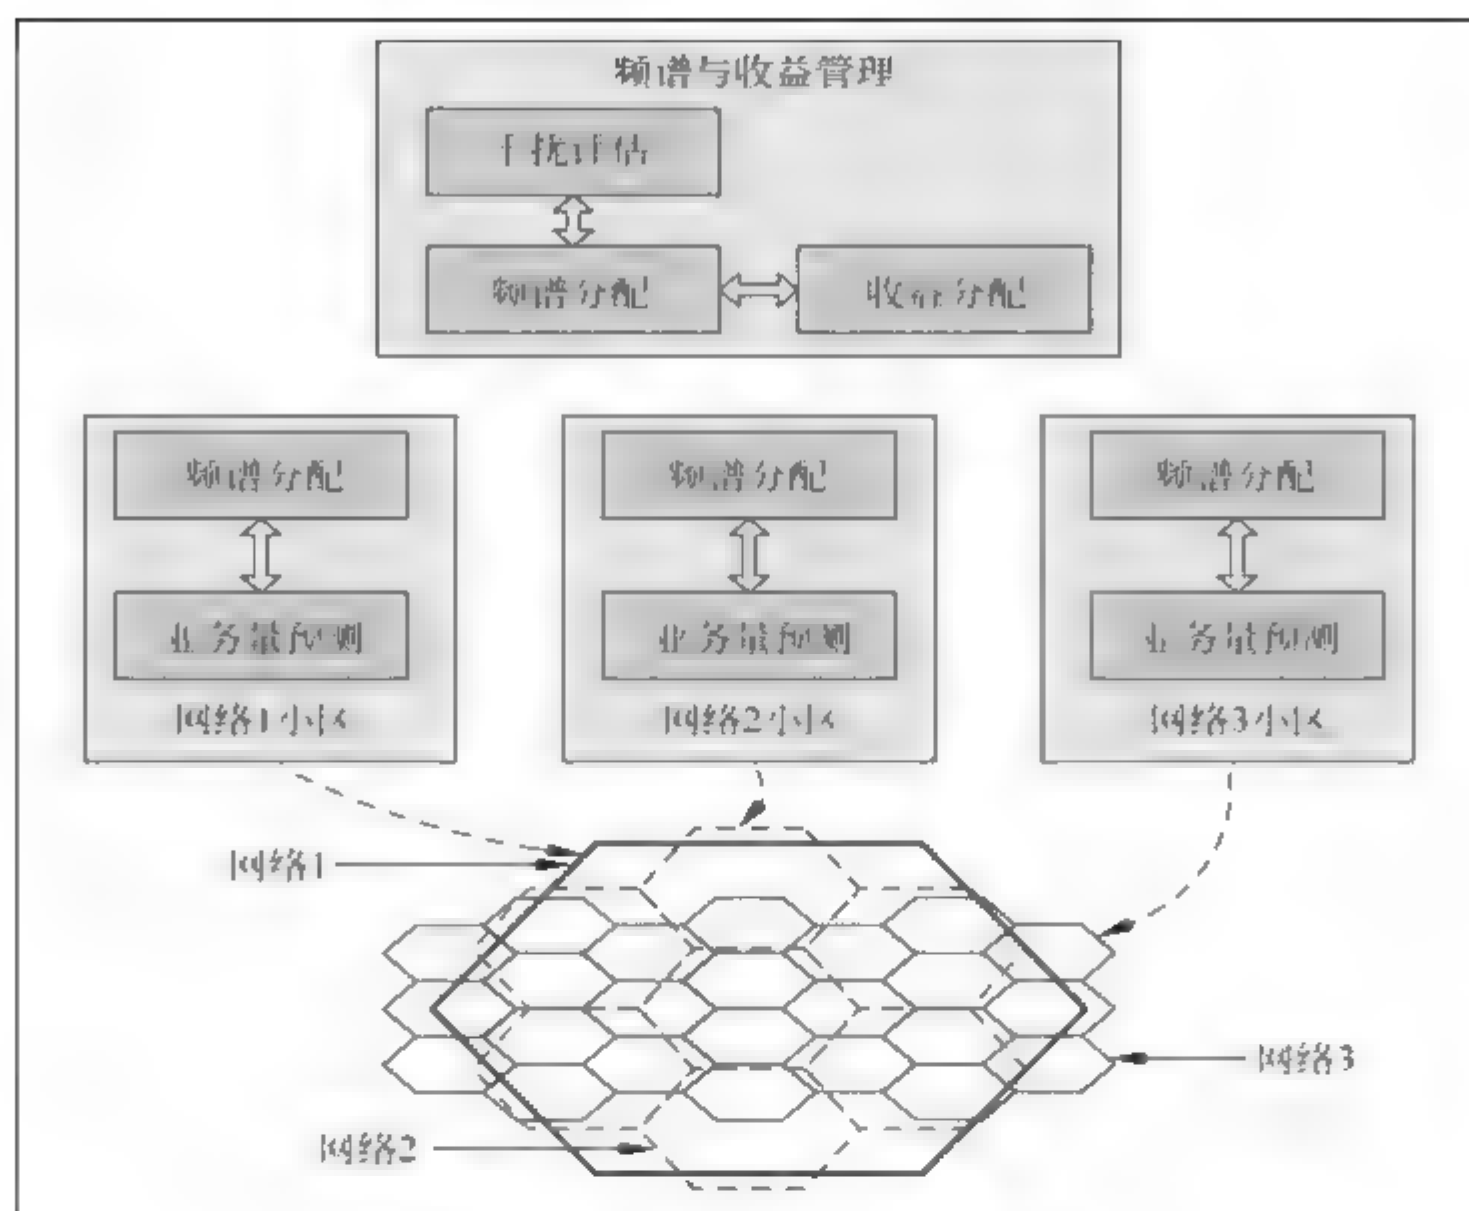 频谱与收益管理
干扰评估
频谱分配
收益分配
频谱分配
频谱分配
频谱分配
业务量预测
业务量预测
业务量预测
网络1小区
网络2小区
网络3小区
网络1
网络3
网络2